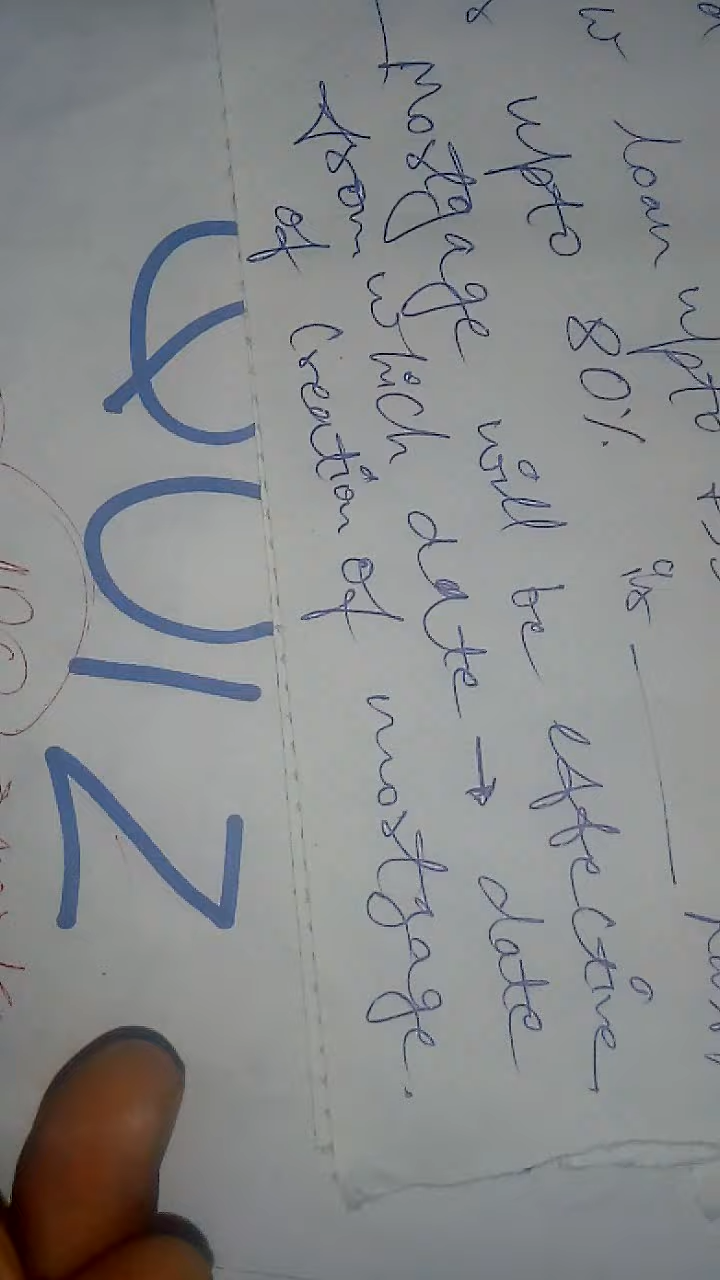 loan upto
upto 80% is
Mortgage will be effective
from which date → date
of creation of mortgage.
QUIZ